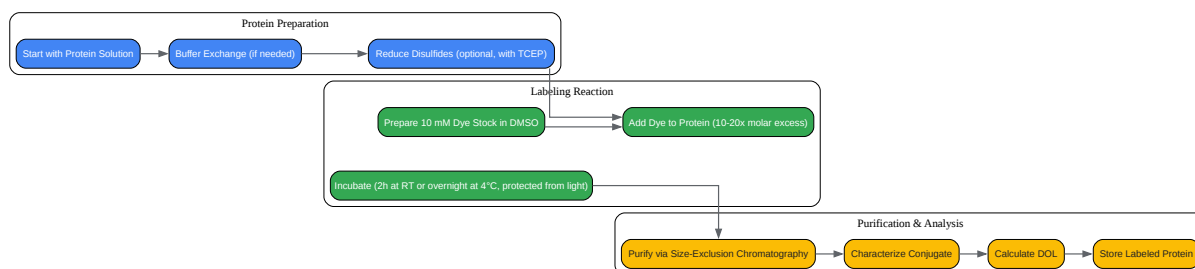 Protein Preparation
Start with Protein Solution
Buffer Exchange (if needed)
Reduce Disulfides (optional, with TCEP)
Labeling Reaction
Prepare 10 mM Dye Stock in DMSO
Add Dye to Protein (10-20x molar excess)
Incubate (2h at RT or overnight at 4°C, protected from light)
Purification & Analysis
Purify via Size-Exclusion Chromatography
Characterize Conjugate
Calculate DOL
Store Labeled Protein